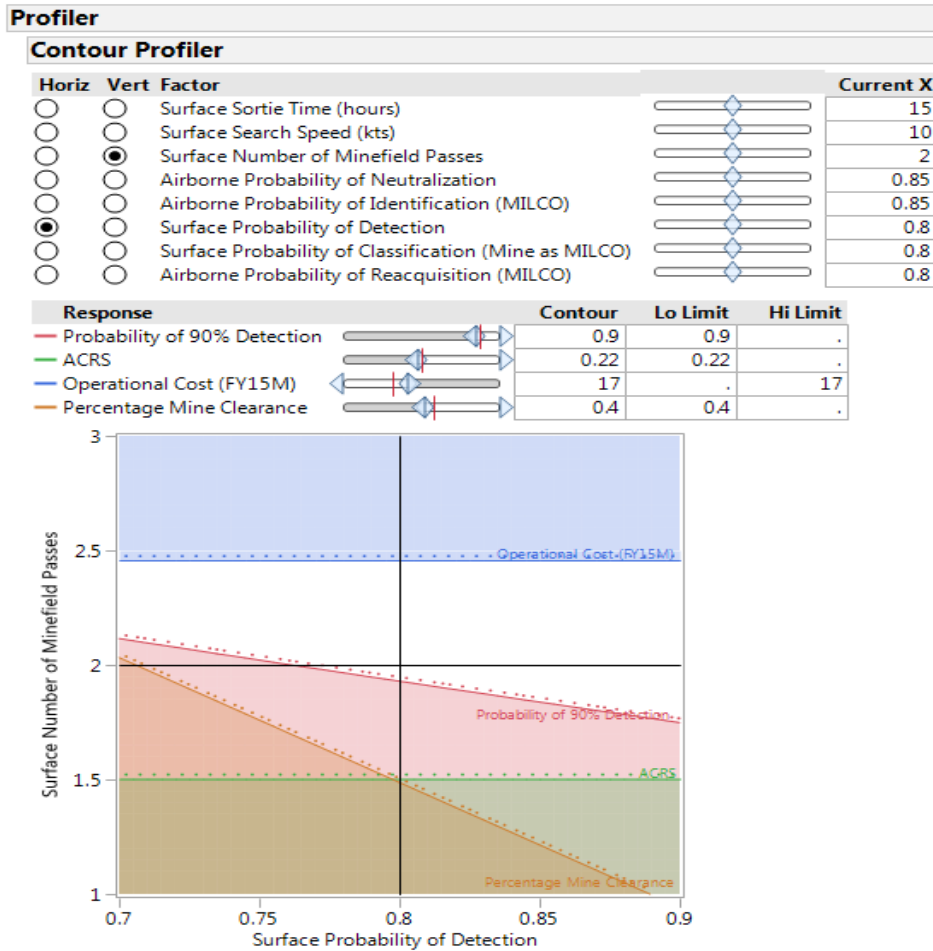 Profiler
Contour Profiler
Horiz Vert Factor Current X
Surface Sortie Time (hours) 15
Surface Search Speed (kts) 10
Surface Number of Minefield Passes 2
Airborne Probability of Neutralization 0.85
Airborne Probability of Identification (MILCO) 0.85
Surface Probability of Detection 0.8
Surface Probability of Classification (Mine as MILCO) 0.8
Airborne Probability of Reacquisition (MILCO) 0.8
Response Contour Lo Limit Hi Limit
Probability of 90% Detection 0.9 0.9 .
ACRS 0.22 0.22 .
Operational Cost (FY15M) 17 . 17
Percentage Mine Clearance 0.4 0.4 .
3
2.5
Operational Cost (FY15M)
2
Probability of 90% Detection
1.5
ACRS
Percentage Mine Clearance
1
Surface Number of Minefield Passes
0.7 0.75 0.8 0.85 0.9
Surface Probability of Detection